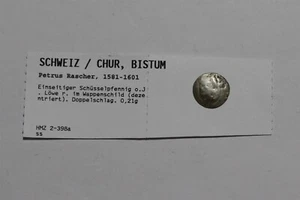 SCHWEIZ / CHUR, BISTUM
Petrus Rascher, 1581-1601
Einseitiger Schüsselpfennig o.J
. Löwe r. im Wappenschild (deze
ntriert). Doppelschlag. 0,21g
HMZ 2-398a
ss